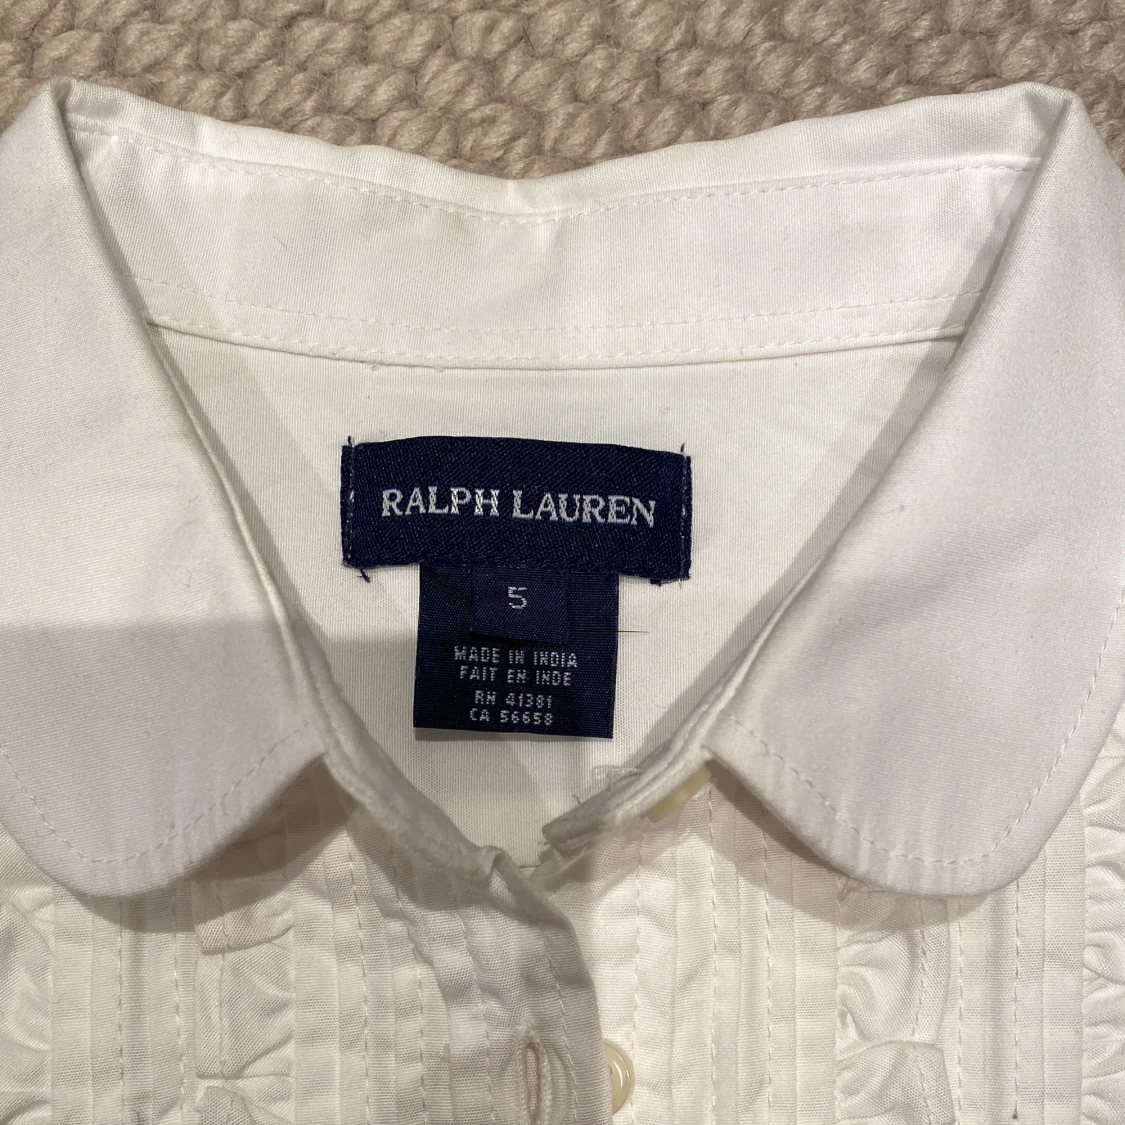 RALPH LAUREN
5
MADE IN INDIA
FAIT EN INDE
RN 41381
CA 56658